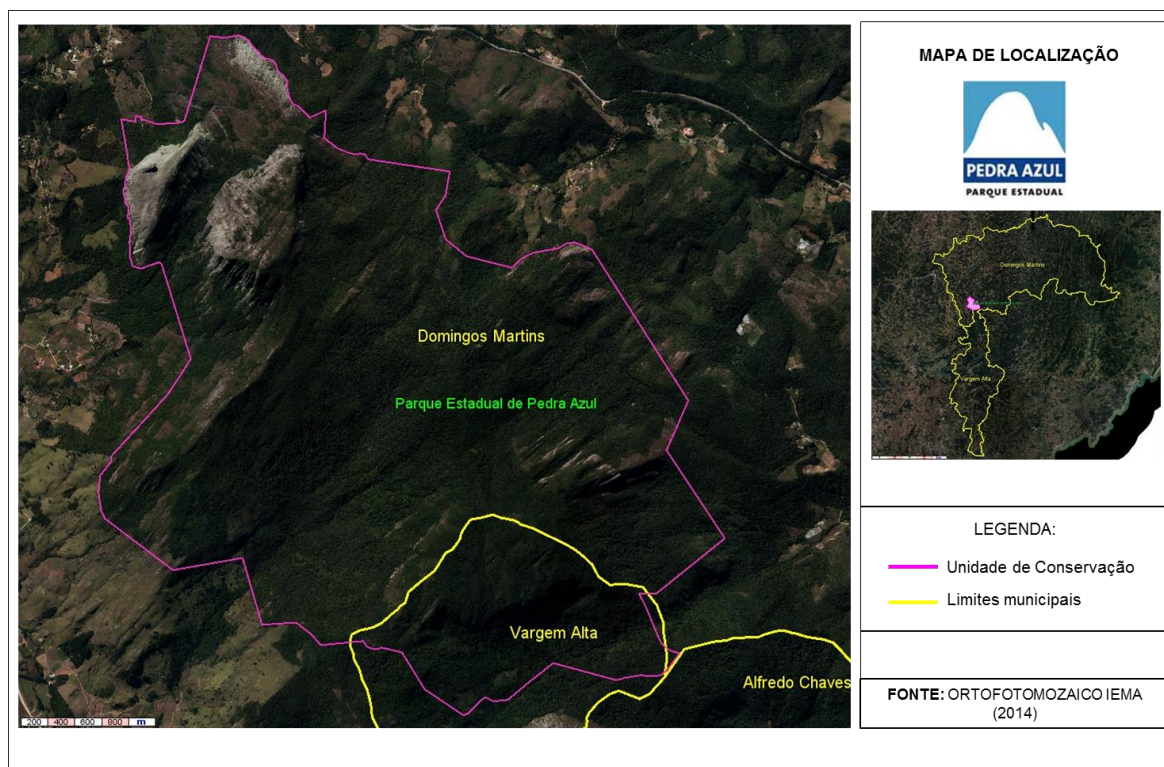 Domingos Martins
Parque Estadual de Pedra Azul
Vargem Alta
Alfredo Chaves
200 400 600 800 m
MAPA DE LOCALIZAÇÃO
PEDRA AZUL
PARQUE ESTADUAL
Domingos Martins
Vargem Alta
LEGENDA:
Unidade de Conservação
Limites municipais
FONTE: ORTOFOTOMOZAICO IEMA
(2014)